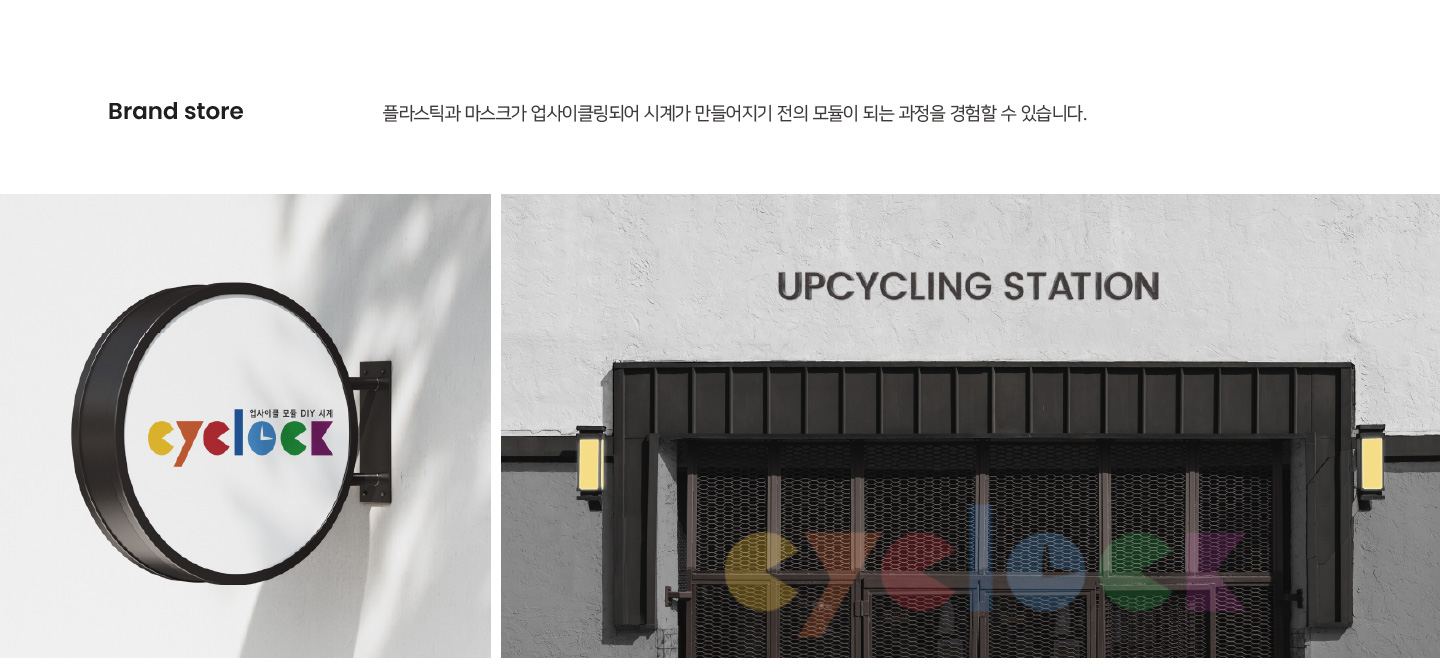 Brand store
플라스틱과 마스크가 업사이클링되어 시계가 만들어지기 전의 모듈이 되는 과정을 경험할 수 있습니다.
업사이클 모듈 DIY 시계
cyclock
UPCYCLING STATION
cyclock